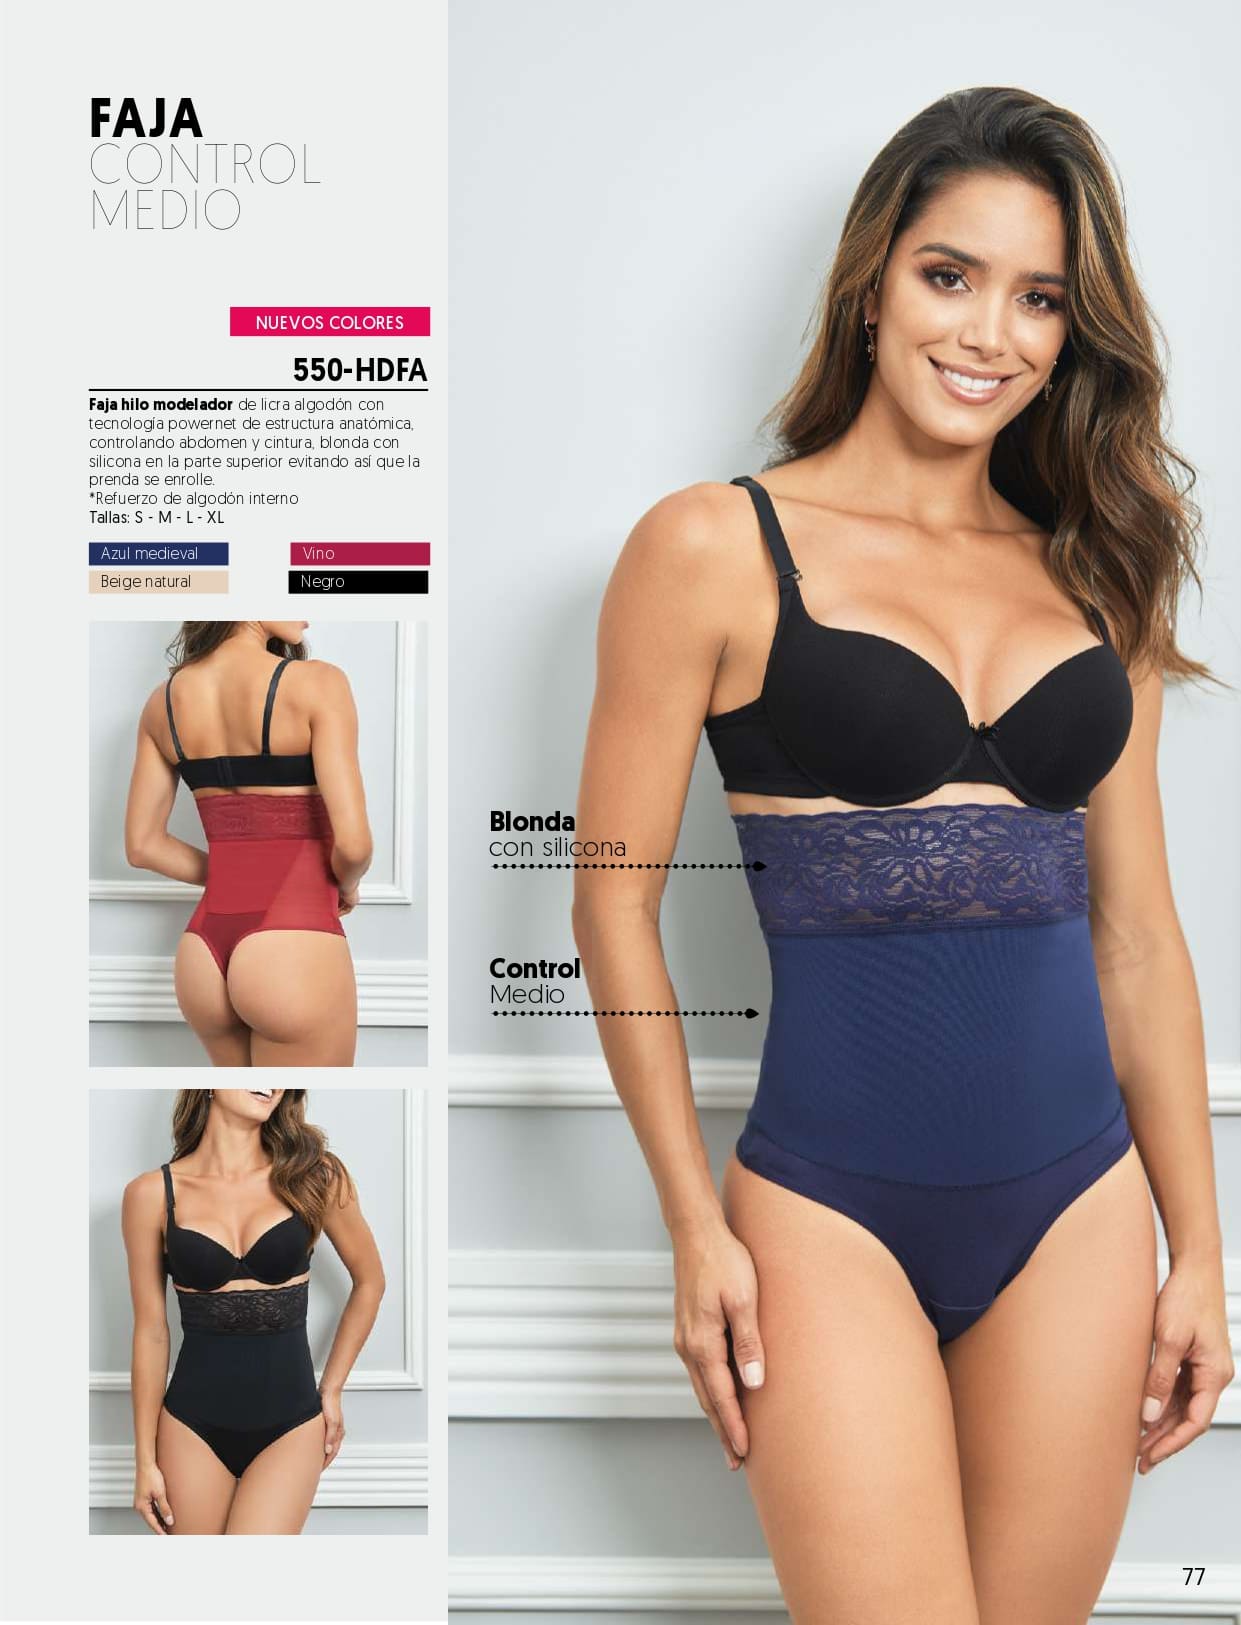 FAJA
CONTROL
MEDIO
NUEVOS COLORES
550-HDFA
Faja hilo modelador de licra algodón con
tecnología powernet de estructura anatómica,
controlando abdomen y cintura, blonda con
silicona en la parte superior evitando así que la
prenda se enrolle.
*Refuerzo de algodón interno
Tallas: S - M - L - XL
Azul medieval
Vino
Beige natural
Negro
Blonda
con silicona
Control
Medio
77